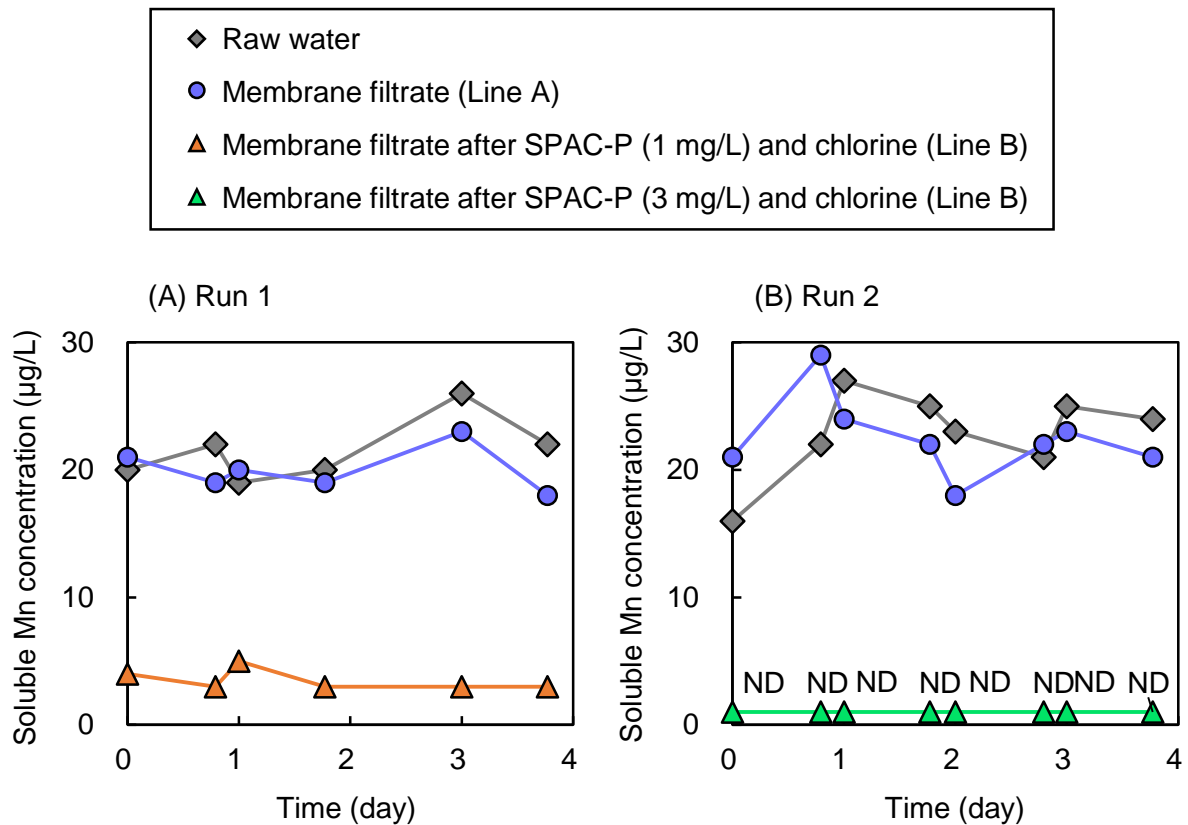 Raw water
Membrane filtrate (Line A)
Membrane filtrate after SPAC-P (1 mg/L) and chlorine (Line B)
Membrane filtrate after SPAC-P (3 mg/L) and chlorine (Line B)
(A) Run 1
Soluble Mn concentration (µg/L)
30
20
10
0
0 1 2 3 4
Time (day)
(B) Run 2
Soluble Mn concentration (µg/L)
30
20
10
0
ND ND ND ND ND ND ND ND
0 1 2 3 4
Time (day)